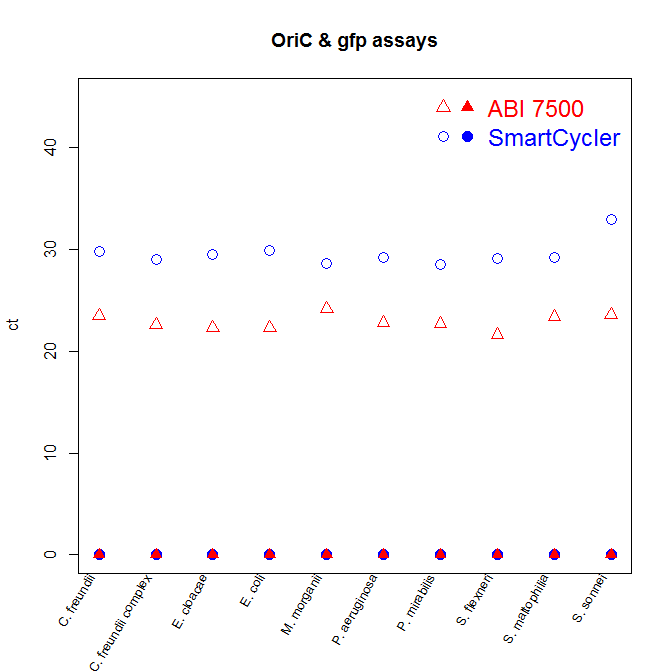 OriC & gfp assays
ABI 7500
SmartCycler
40
30
20
10
0
ct
C. freundii
C. freundii complex
E. cloacae
E. coli
M. morganii
P. aeruginosa
P. mirabilis
S. flexneri
S. maltophilia
S. sonnei